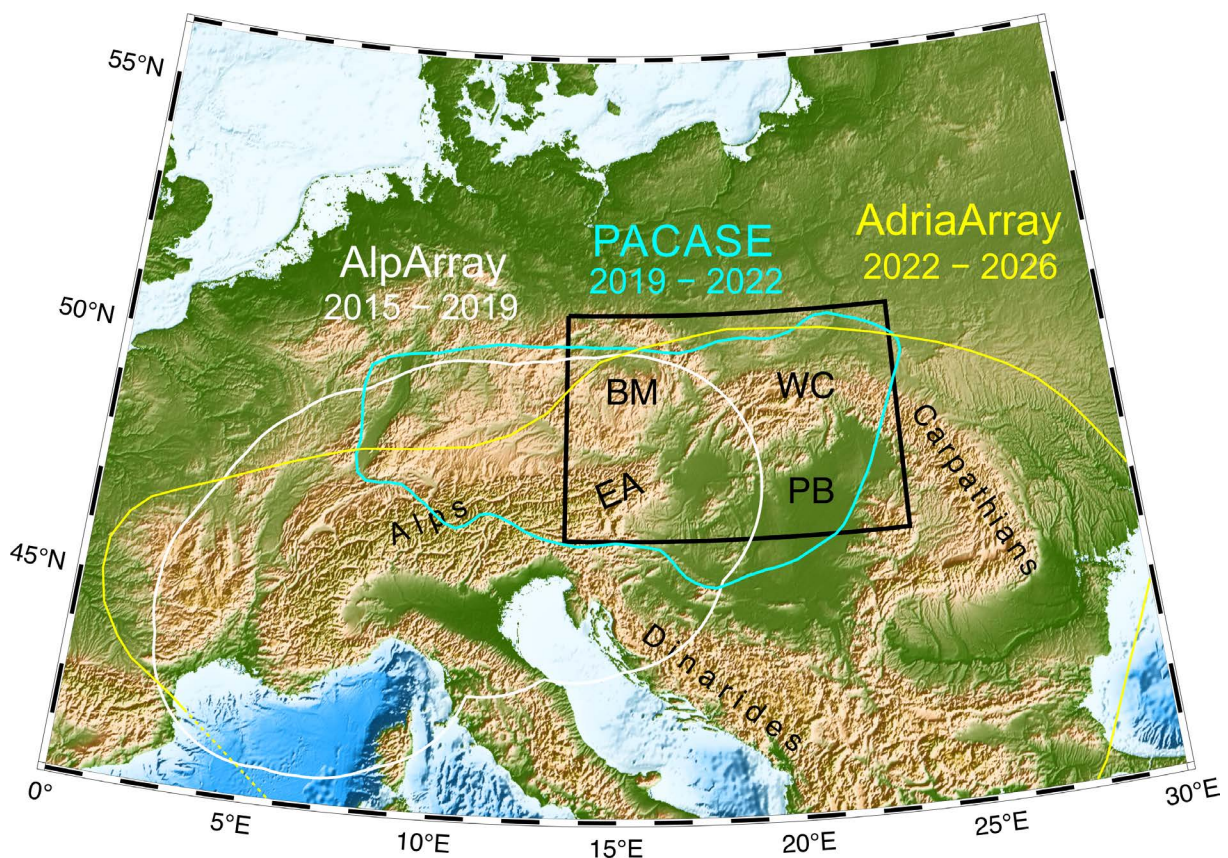 55°N
AdriaArray
2022 – 2026
PACASE
2019 – 2022
AlpArray
2015 – 2019
50°N
BM
WC
Carpathians
EA
PB
Alps
45°N
Dinarides
0°
5°E
10°E
15°E
20°E
25°E
30°E